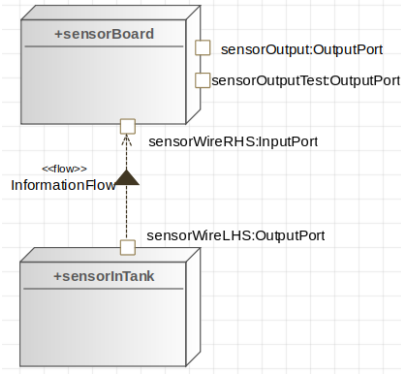 +sensorBoard
sensorOutput:OutputPort
sensorOutputTest:OutputPort
sensorWireRHS:InputPort
<<flow>>
InformationFlow
sensorWireLHS:OutputPort
+sensorInTank